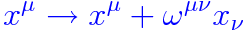 x^μ → x^μ + ω^{μν} x_ν